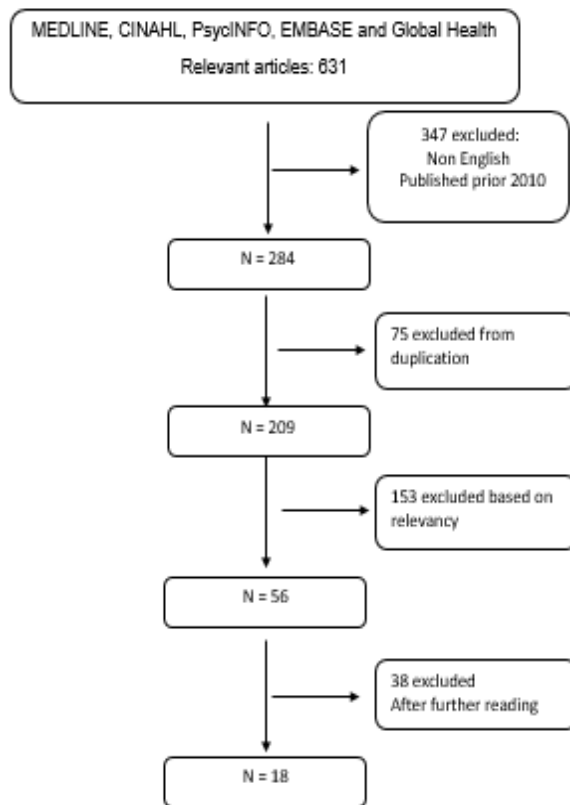 MEDLINE, CINAHL, PsycINFO, EMBASE and Global Health
Relevant articles: 631
347 excluded:
Non English
Published prior 2010
N = 284
75 excluded from
duplication
N = 209
153 excluded based on
relevancy
N = 56
38 excluded
After further reading
N = 18